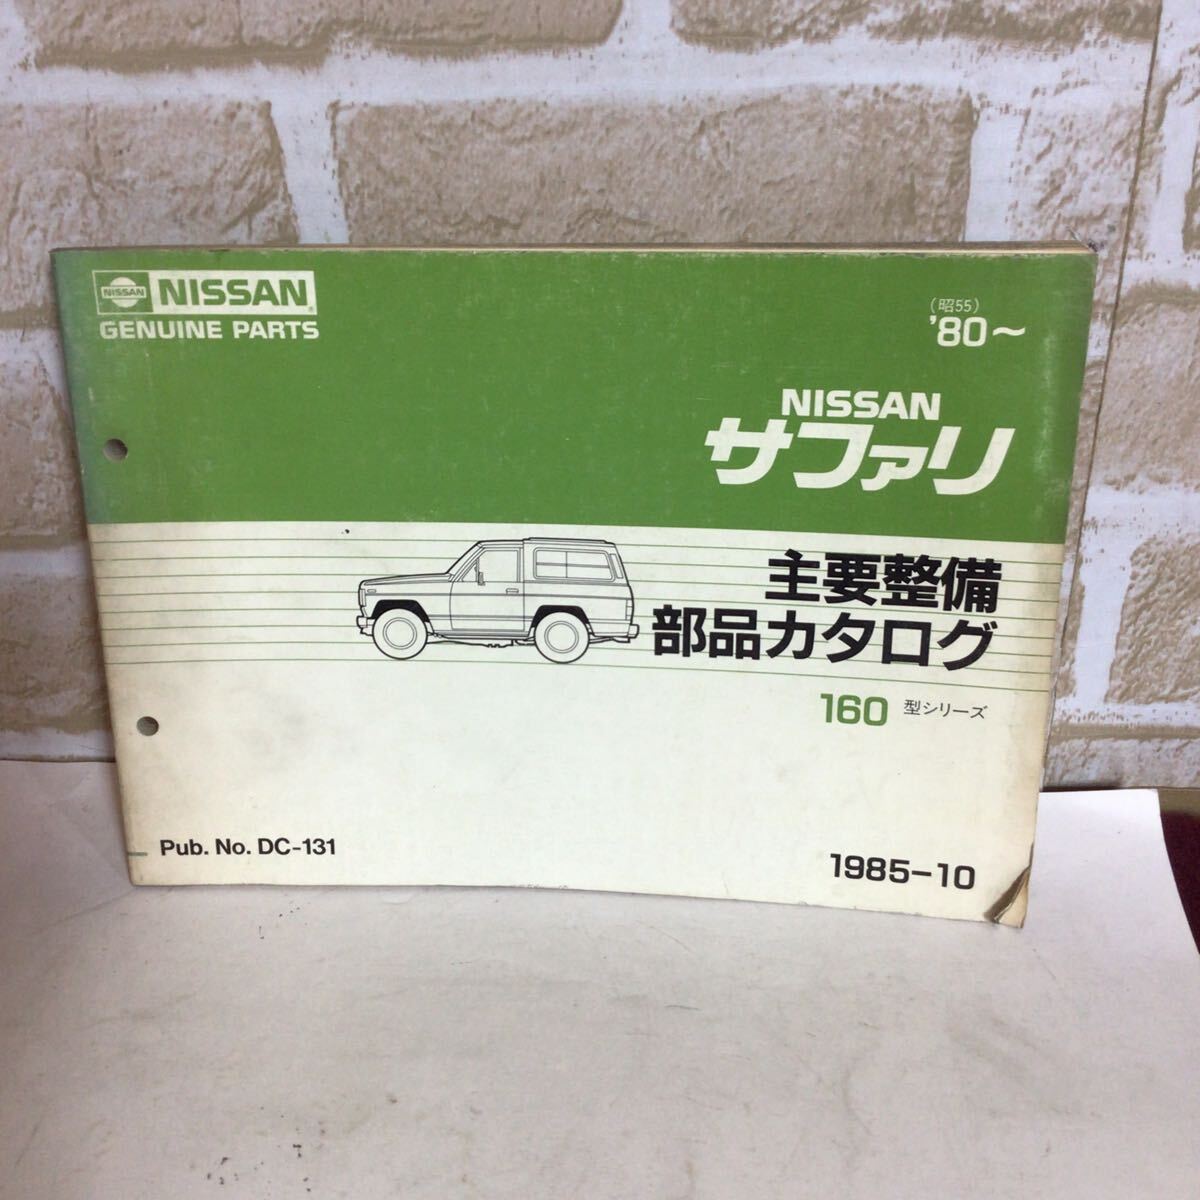 NISSAN NISSAN
GENUINE PARTS
(昭55)
'80〜
NISSAN
サファリ
主要整備
部品カタログ
160 型シリーズ
Pub. No. DC-131
1985-10